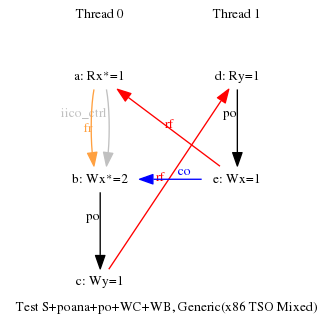 Thread 0 Thread 1
a: Rx*=1 d: Ry=1
iico_ctrl po
fr rf
b: Wx*=2 rf co e: Wx=1
po
c: Wy=1
Test S+poana+po+WC+WB, Generic(x86 TSO Mixed)